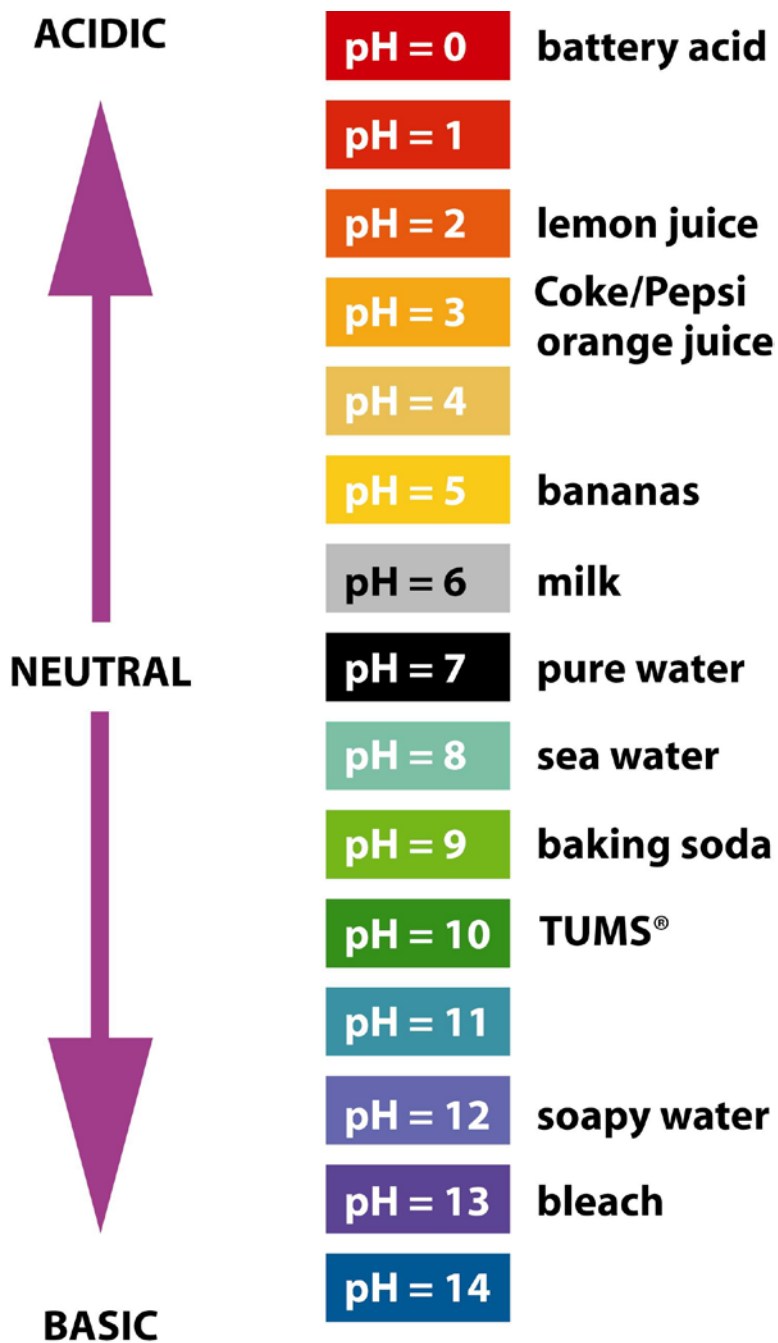 ACIDIC
pH = 0 battery acid
pH = 1
pH = 2 lemon juice
pH = 3 Coke/Pepsi
orange juice
pH = 4
pH = 5 bananas
pH = 6 milk
NEUTRAL pH = 7 pure water
pH = 8 sea water
pH = 9 baking soda
pH = 10 TUMS®
pH = 11
pH = 12 soapy water
pH = 13 bleach
pH = 14
BASIC